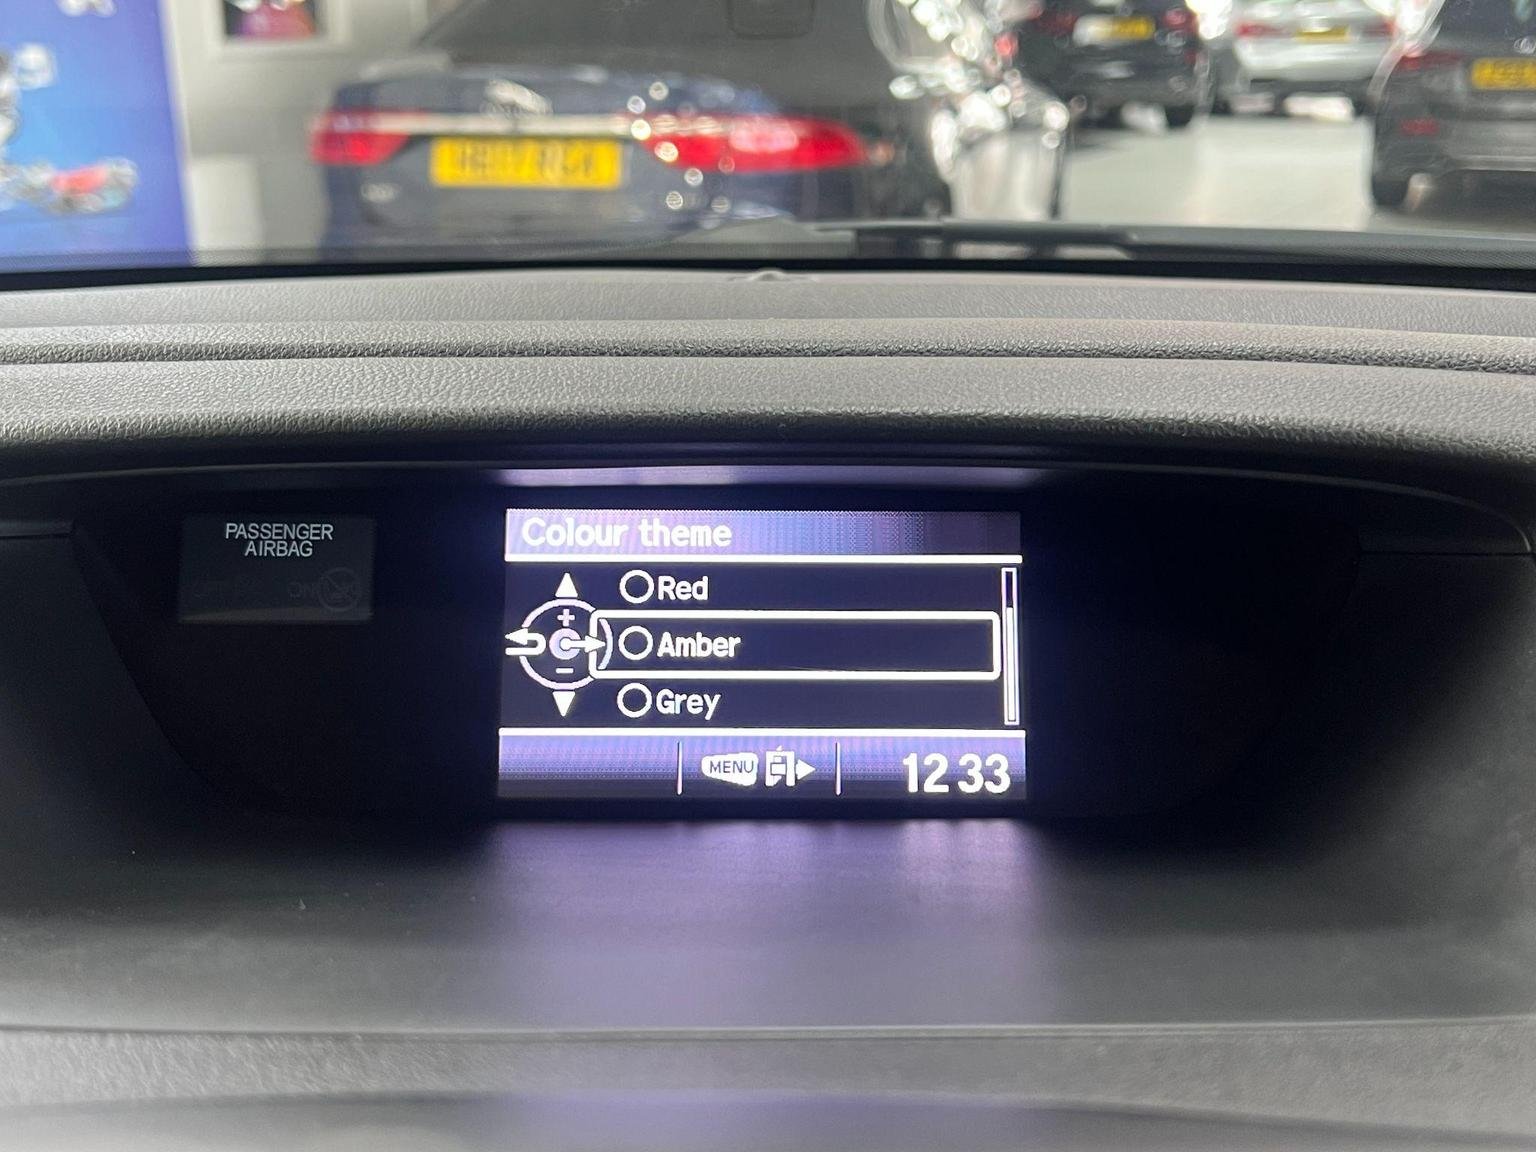 PASSENGER
AIRBAG
Colour theme
Red
+
Amber
−
Grey
MENU
12 33